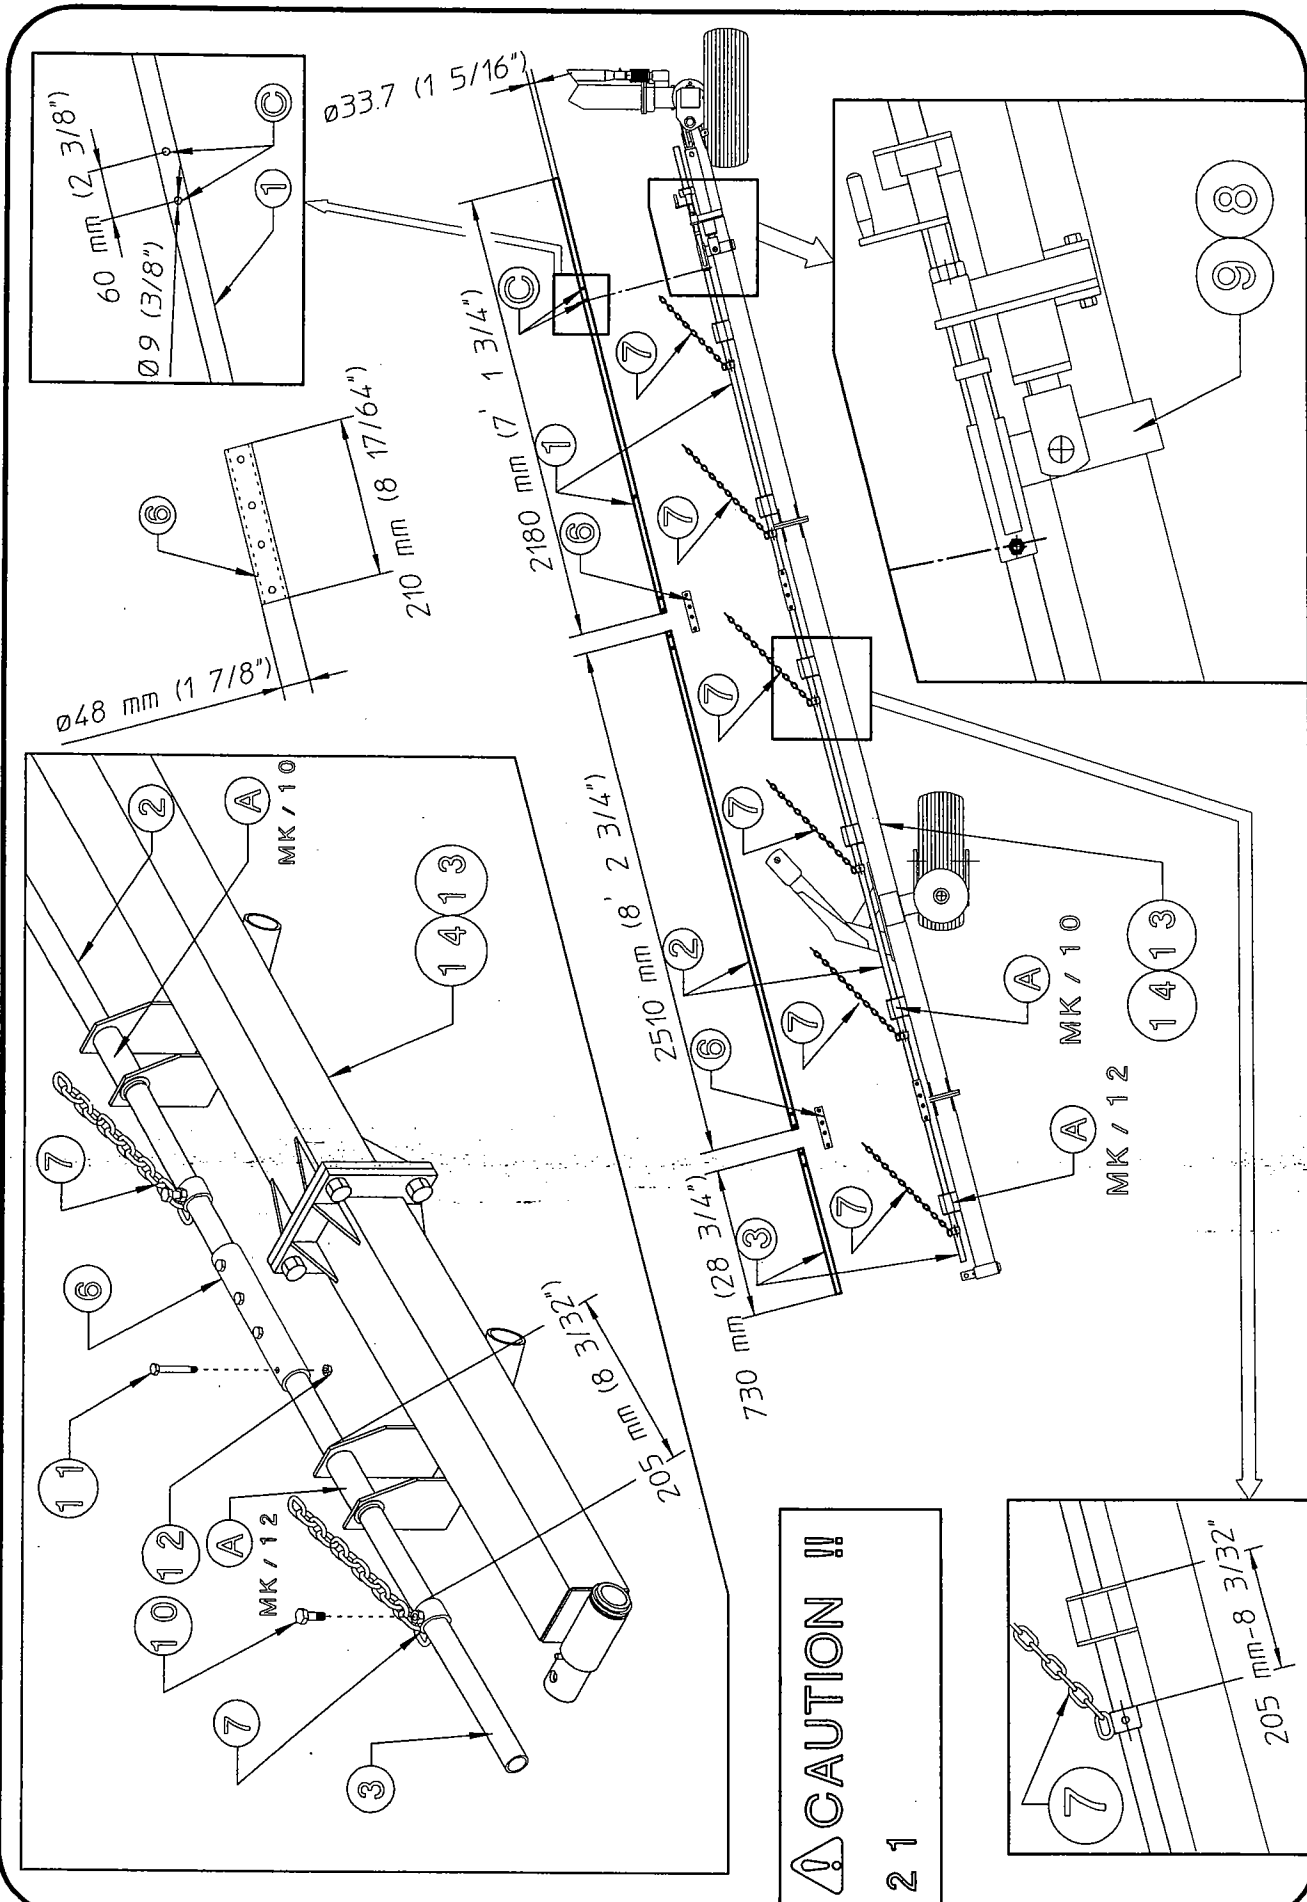 60 mm (2 3/8")
Ø9 (3/8")
C
1
6
Ø48 mm (1 7/8")
210 mm (8 17/64")
ø33.7 (1 5/16")
C
2180 mm (7' 1 3/4")
1
6
2510 mm (8' 2 3/4")
2
6
730 mm (28 3/4")
3
7
7
7
7
7
7
A
MK/10
A
MK/12
14
13
9
8
2
A
MK/10
14
13
7
6
11
12
A
MK/12
10
7
3
205 mm (8 3/32")
CAUTION !!
21
7
205 mm-8 3/32"